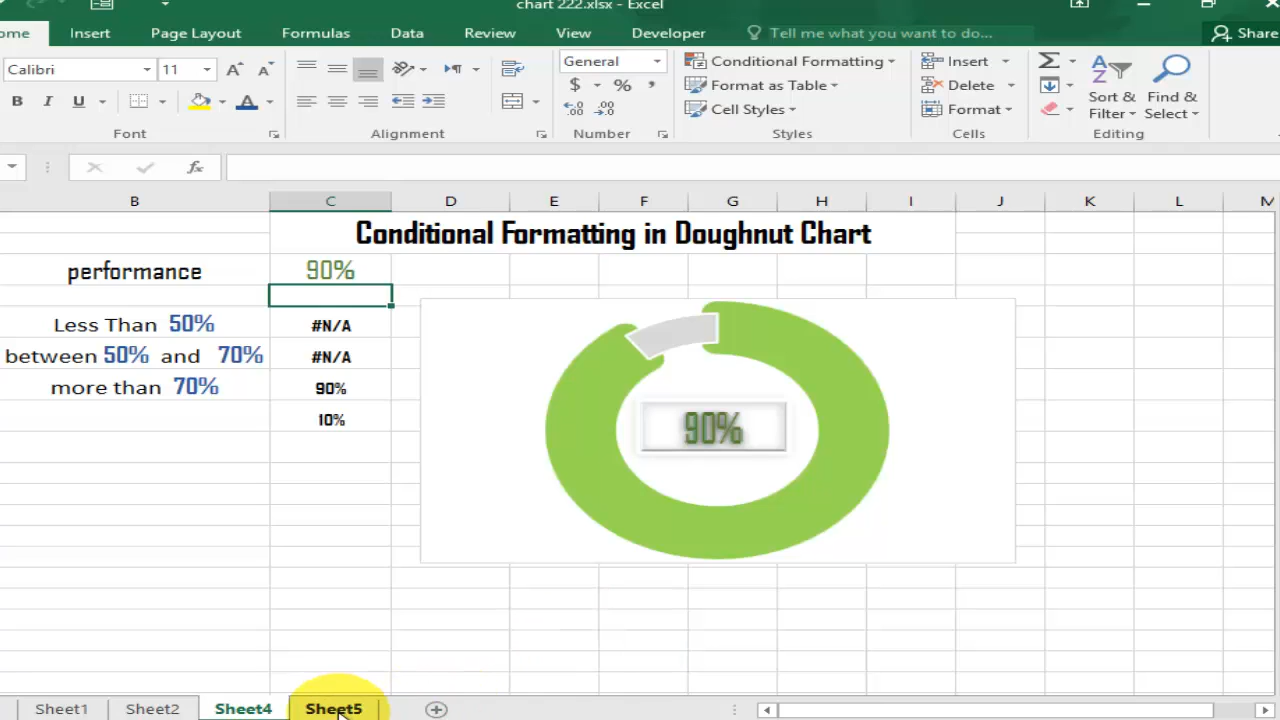 chart 222.xlsx - Excel
ome Insert Page Layout Formulas Data Review View Developer Tell me what you want to do... Share
Calibri 11 General Conditional Formatting Insert
B I U A $ % , Format as Table Delete
Cell Styles Format
Sort & Filter Find & Select
Font Alignment Number Styles Cells Editing
fx
B C D E F G H I J K L M
Conditional Formatting in Doughnut Chart
performance 90%
Less Than 50% #N/A
between 50% and 70% #N/A
more than 70% 90%
10%
90%
Sheet1 Sheet2 Sheet4 Sheet5